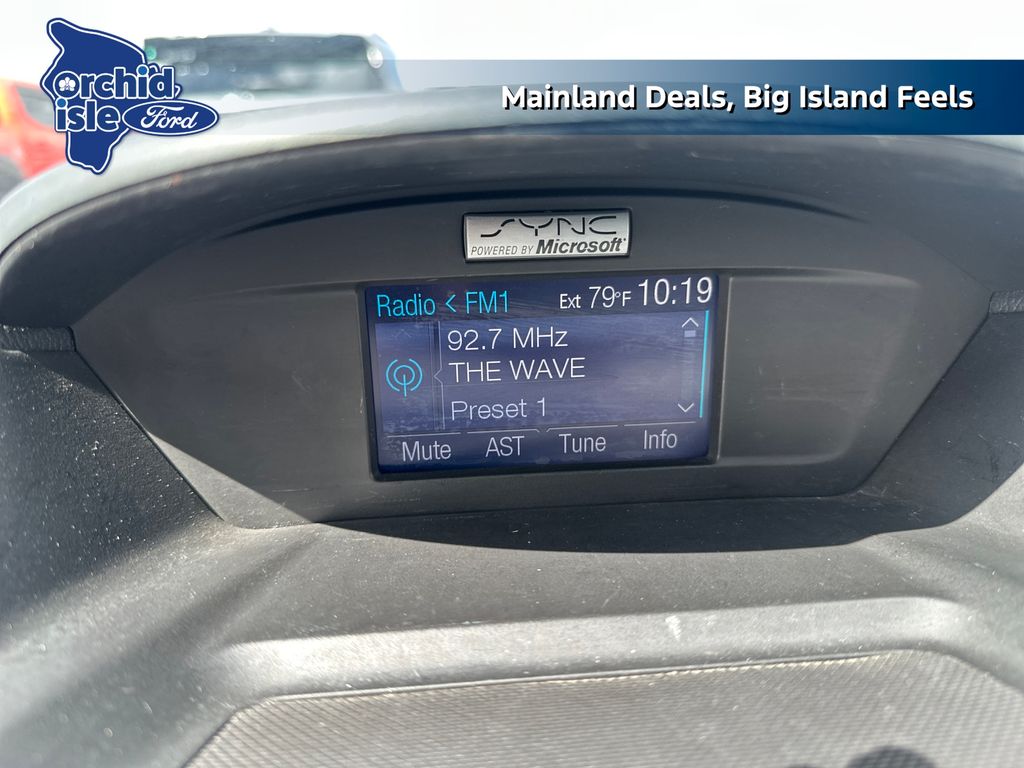 Orchid
isle Ford
Mainland Deals, Big Island Feels
SYNC
POWERED BY Microsoft
Radio < FM1 Ext 79°F 10:19
92.7 MHz
THE WAVE
Preset 1
Mute AST Tune Info